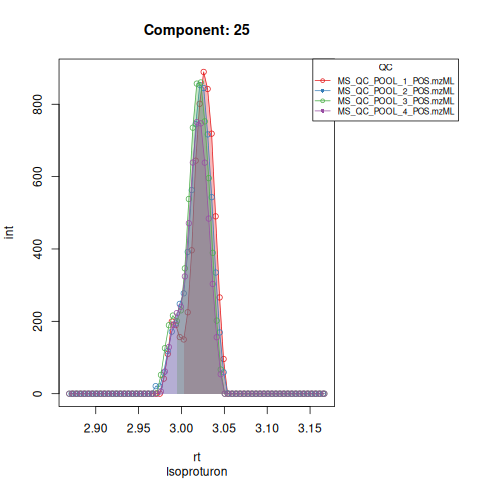 Component: 25
QC
MS_QC_POOL_1_POS.mzML
MS_QC_POOL_2_POS.mzML
MS_QC_POOL_3_POS.mzML
MS_QC_POOL_4_POS.mzML
int
800
600
400
200
0
2.90 2.95 3.00 3.05 3.10 3.15
rt
Isoproturon